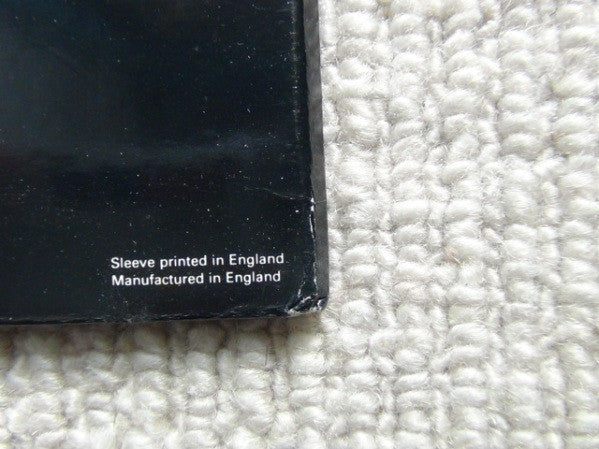 Sleeve printed in England
Manufactured in England